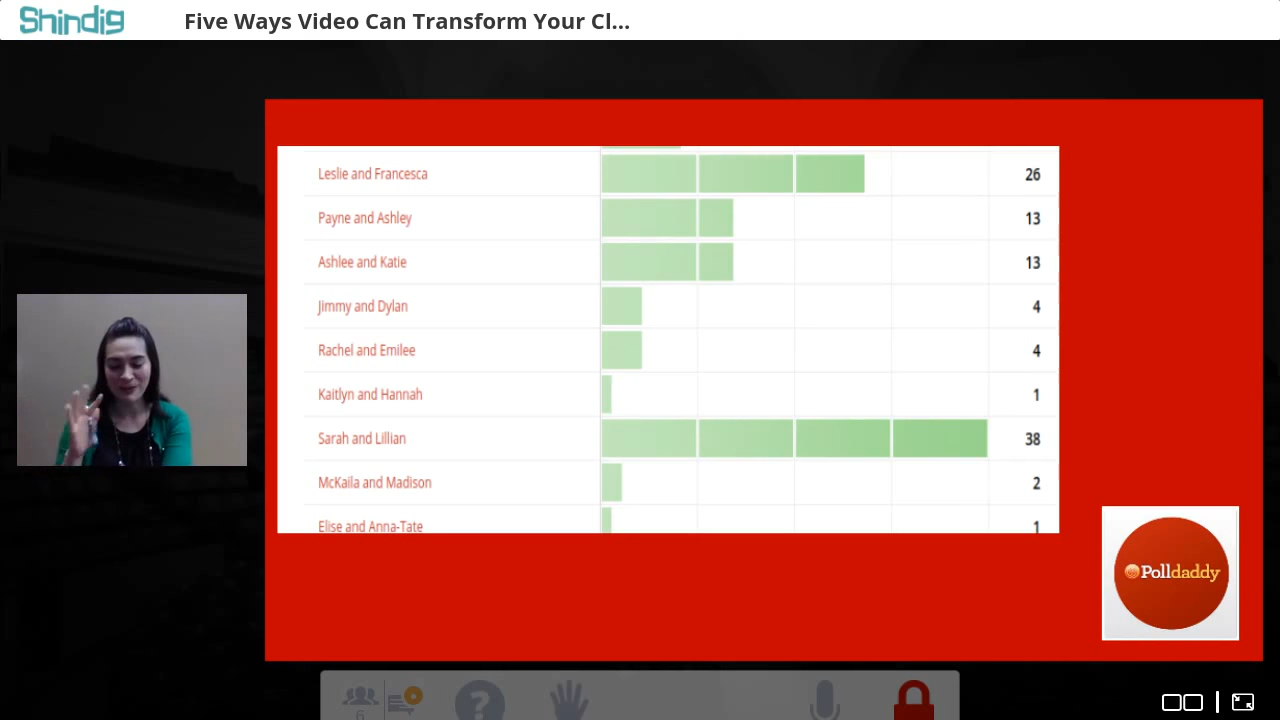 Shindig
Five Ways Video Can Transform Your Cl...
Leslie and Francesca 26
Payne and Ashley 13
Ashlee and Katie 13
Jimmy and Dylan 4
Rachel and Emilee 4
Kaitlyn and Hannah 1
Sarah and Lillian 38
McKaila and Madison 2
Elise and Anna-Tate 1
Polldaddy
?
6